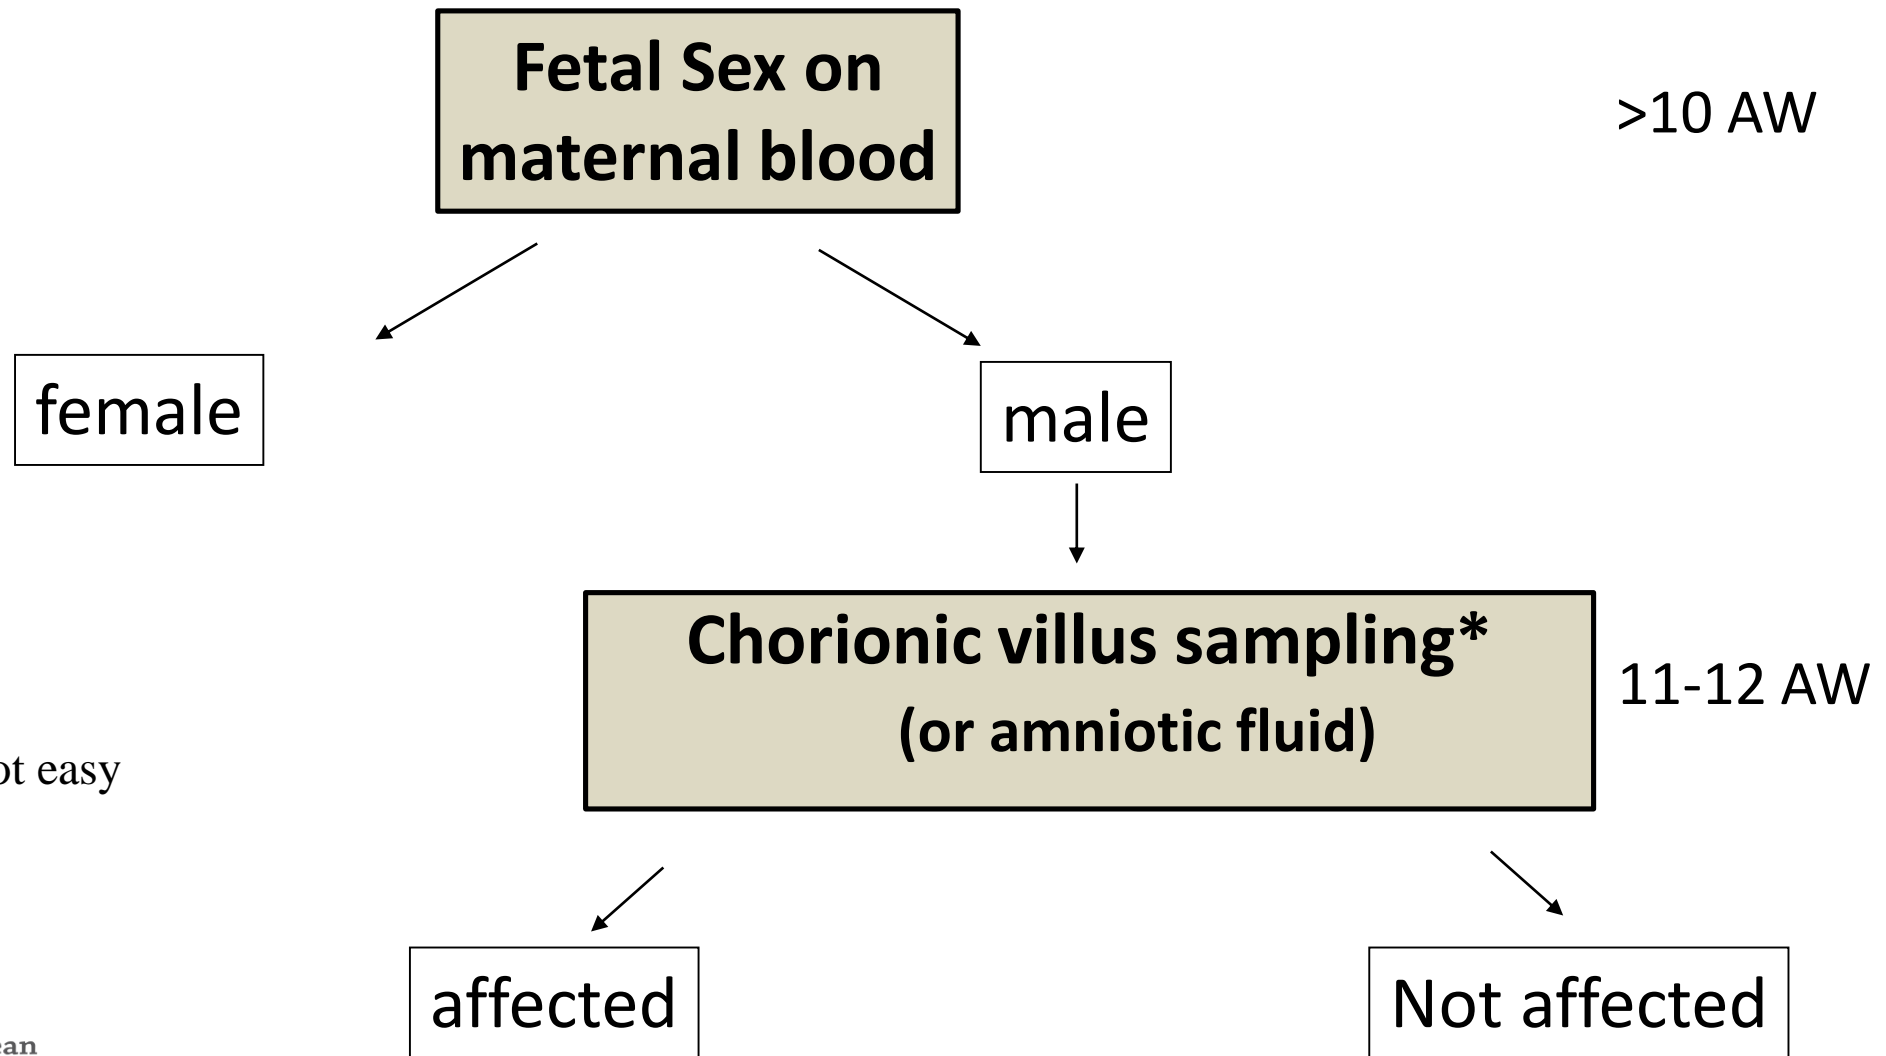 Fetal Sex on
maternal blood
>10 AW
female
male
Chorionic villus sampling*
(or amniotic fluid)
11-12 AW
easy
affected
Not affected